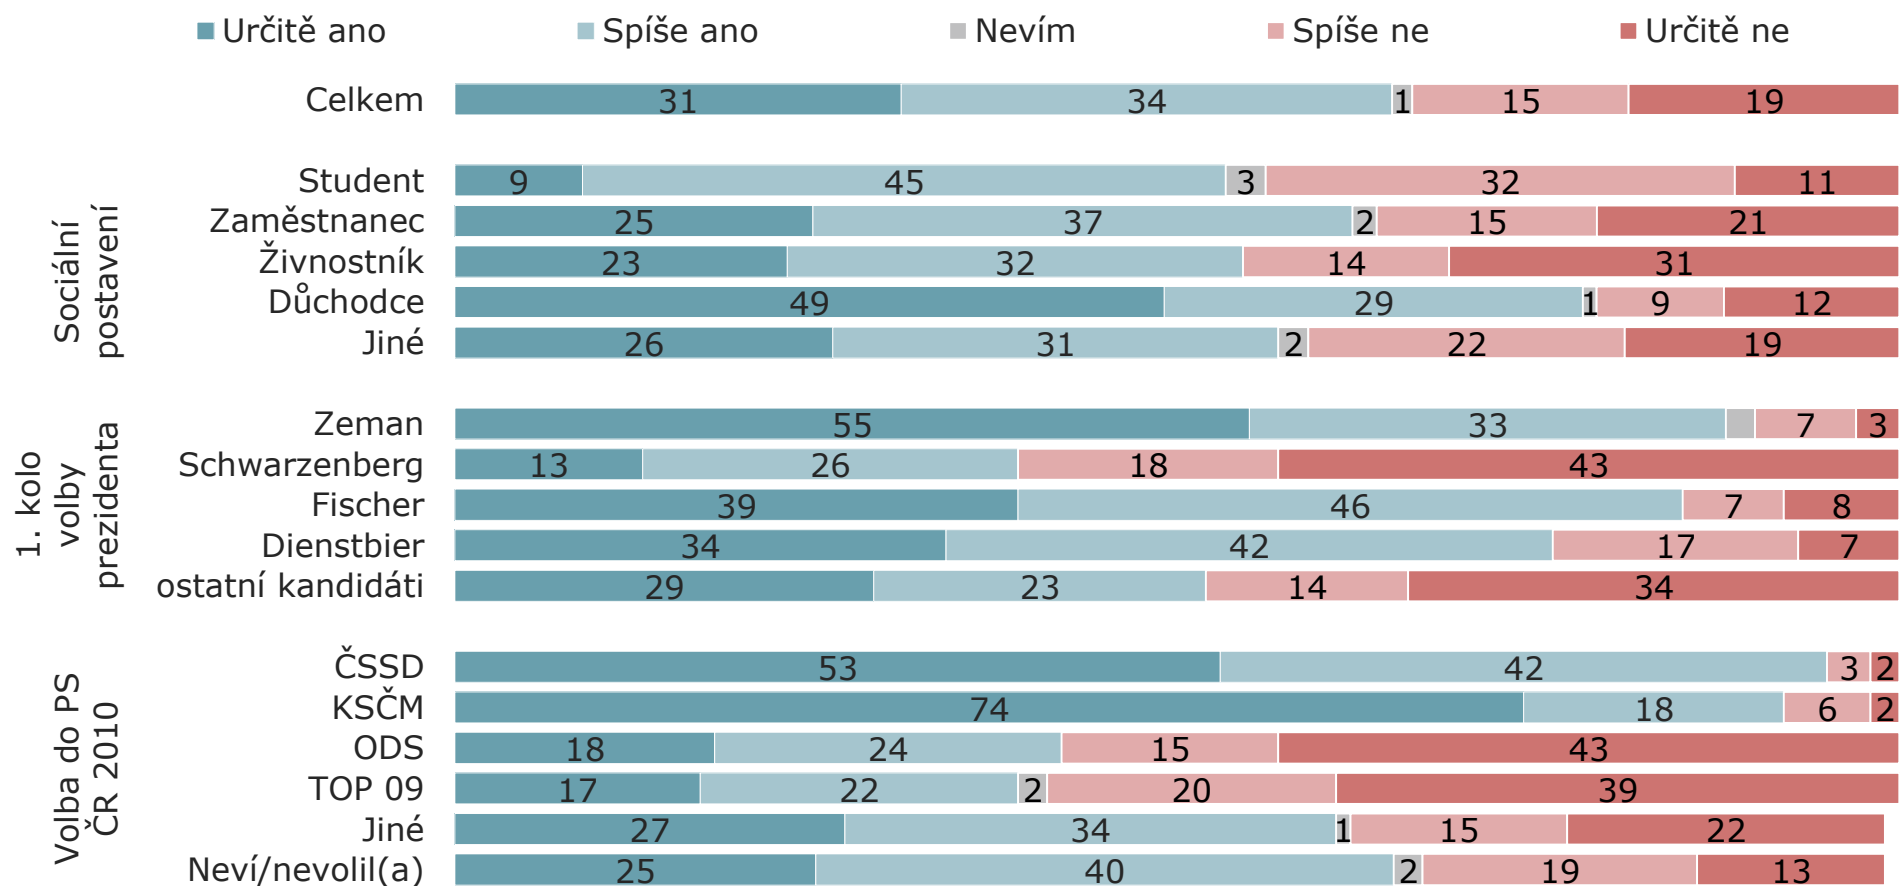 Určitě ano Spíše ano Nevím Spíše ne Určitě ne
Celkem 31 34 1 15 19
Sociální
postavení
Student 9 45 3 32 11
Zaměstnanec 25 37 2 15 21
Živnostník 23 32 14 31
Důchodce 49 29 1 9 12
Jiné 26 31 2 22 19
1. kolo
volby
prezidenta
Zeman 55 33 7 3
Schwarzenberg 13 26 18 43
Fischer 39 46 7 8
Dienstbier 34 42 17 7
ostatní kandidáti 29 23 14 34
Volba do PS
ČR 2010
ČSSD 53 42 3 2
KSČM 74 18 6 2
ODS 18 24 15 43
TOP 09 17 22 2 20 39
Jiné 27 34 1 15 22
Neví/nevolil(a) 25 40 2 19 13